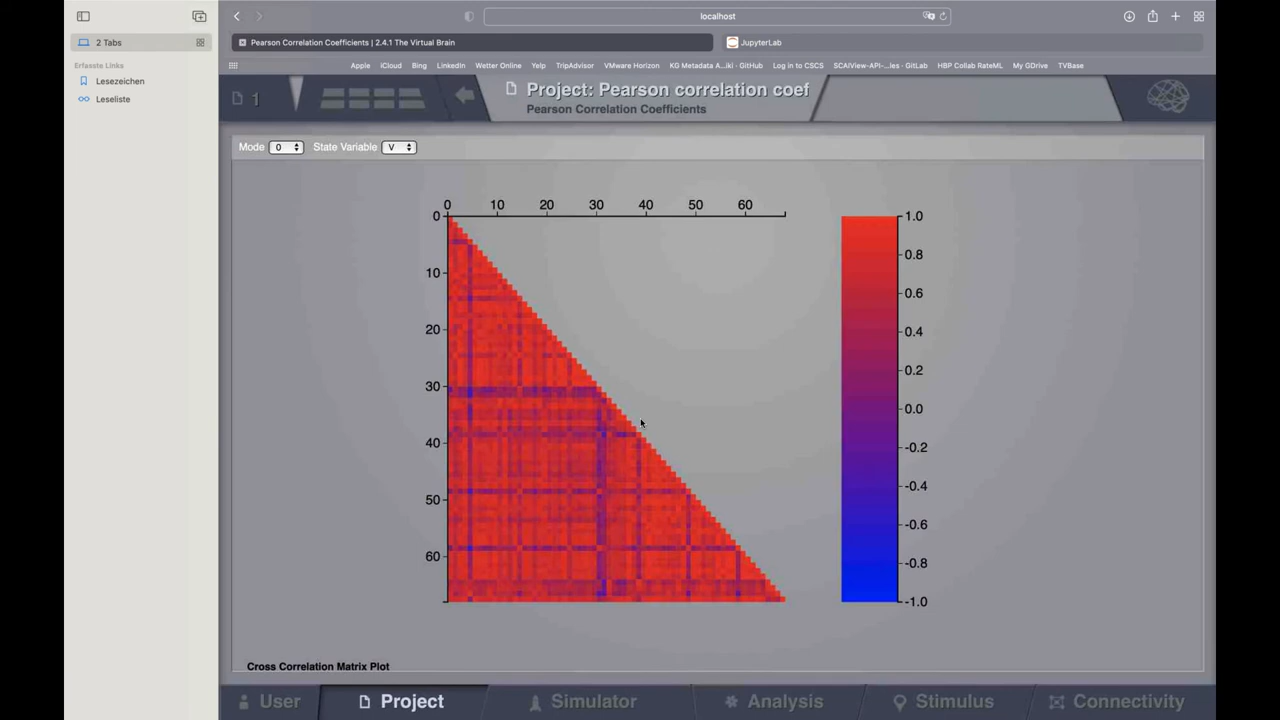 localhost
2 Tabs
Pearson Correlation Coefficients | 2.4.1 The Virtual Brain
JupyterLab
Erfasste Links
Apple iCloud Bing LinkedIn Wetter Online Yelp TripAdvisor VMware Horizon KG Metadata A...iki · GitHub Log in to CSCS SCAIView-API-...ies · GitLab HBP Collab RateML My GDrive TVBase
Lesezeichen
Leseliste
1
Project: Pearson correlation coef
Pearson Correlation Coefficients
Mode 0 State Variable V
0 10 20 30 40 50 60
0
10
20
30
40
50
60
1.0
0.8
0.6
0.4
0.2
0.0
-0.2
-0.4
-0.6
-0.8
-1.0
Cross Correlation Matrix Plot
User Project Simulator Analysis Stimulus Connectivity